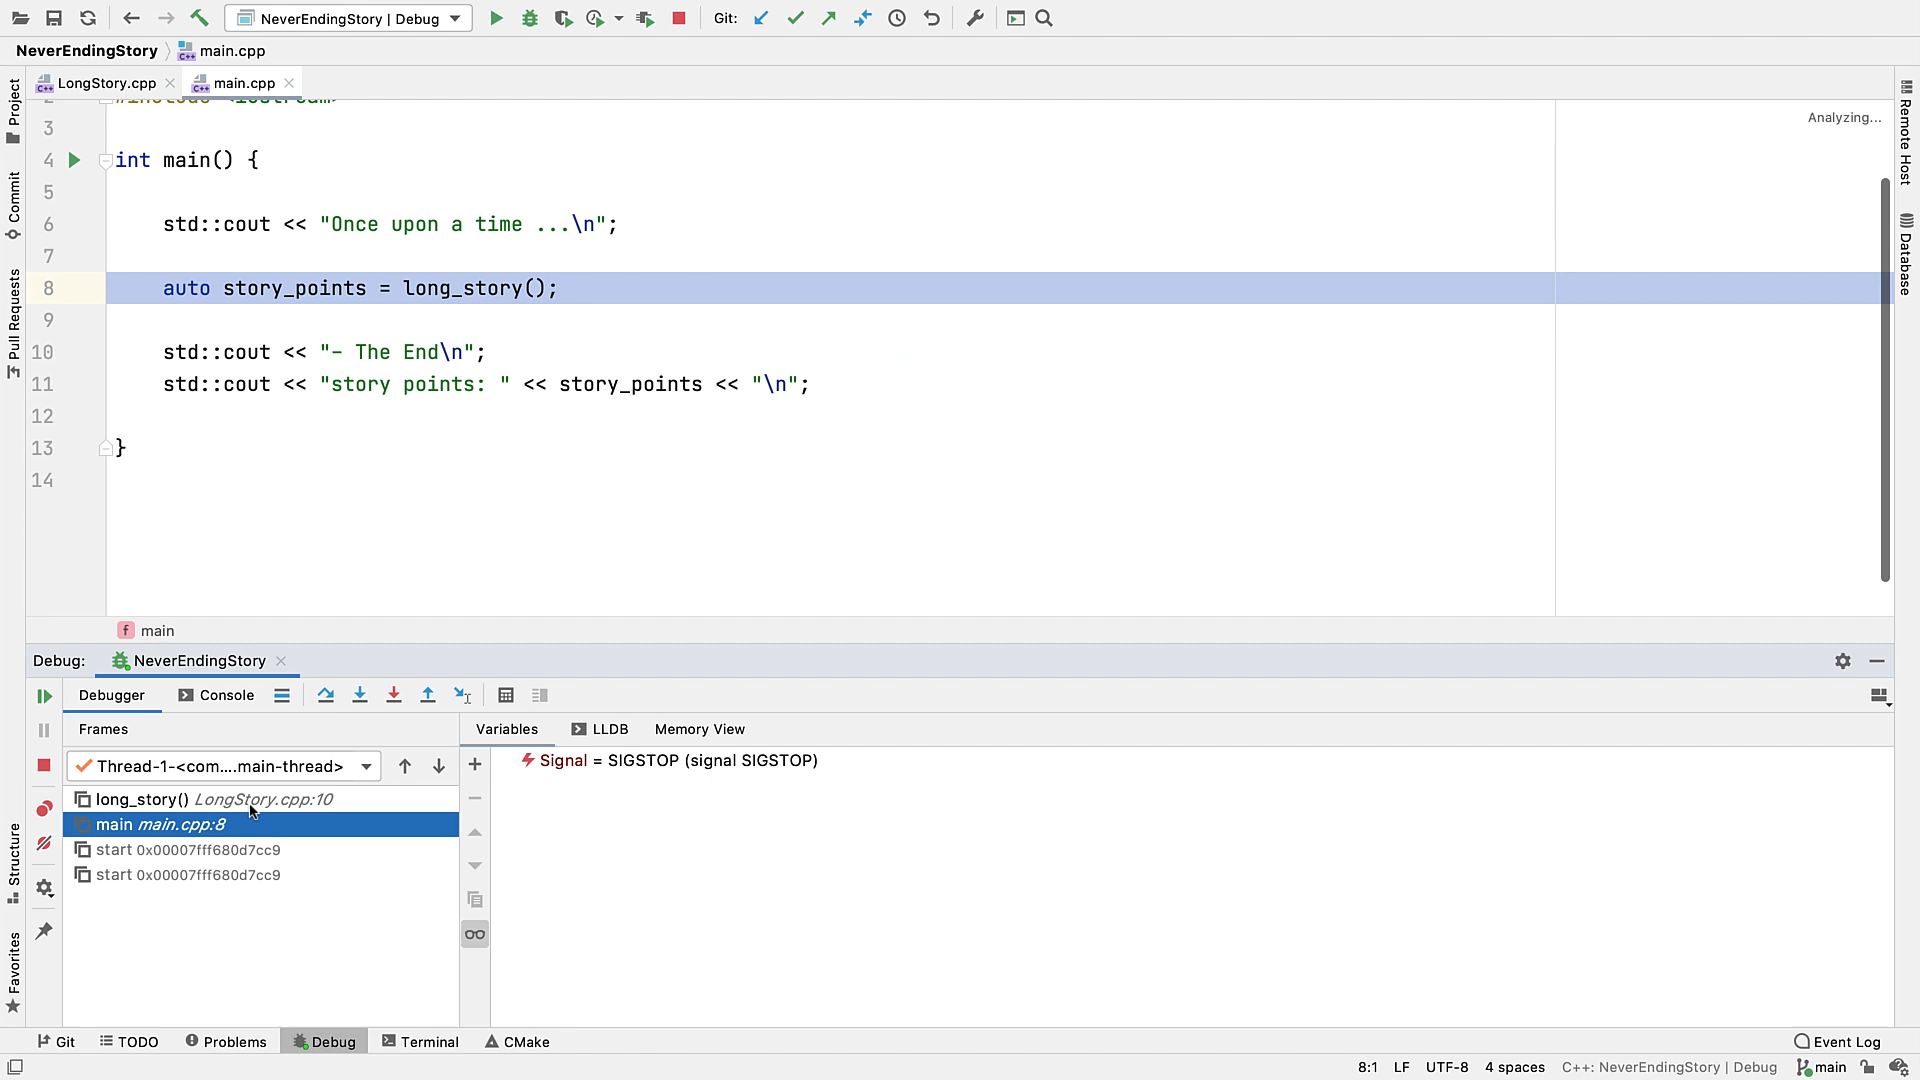 NeverEndingStory | Debug
Git:
NeverEndingStory
main.cpp
LongStory.cpp
main.cpp
2 #include <iostream>
Analyzing...
3
4 int main() {
5
6 std::cout << "Once upon a time ...\n";
7
8 auto story_points = long_story();
9
10 std::cout << "- The End\n";
11 std::cout << "story points: " << story_points << "\n";
12
13 }
14
f main
Project
Commit
Pull Requests
Structure
Favorites
Remote Host
Database
Debug: NeverEndingStory
Debugger Console
Frames
Variables LLDB Memory View
Thread-1-<com....main-thread>
Signal = SIGSTOP (signal SIGSTOP)
long_story() LongStory.cpp:10
main main.cpp:8
start 0x00007fff680d7cc9
start 0x00007fff680d7cc9
Git TODO Problems Debug Terminal CMake Event Log
8:1 LF UTF-8 4 spaces C++: NeverEndingStory | Debug main